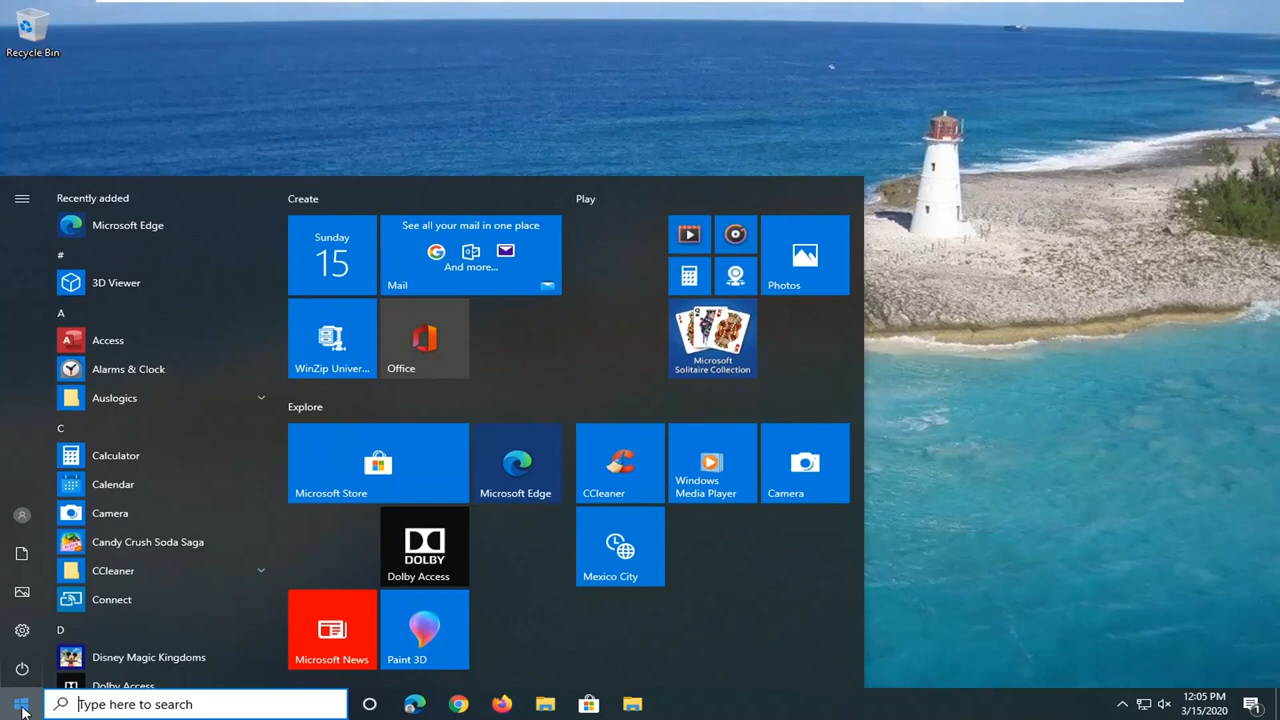 Recycle Bin
Recently added
Microsoft Edge
#
3D Viewer
A
Access
Alarms & Clock
Auslogics
C
Calculator
Calendar
Camera
Candy Crush Soda Saga
CCleaner
Connect
D
Disney Magic Kingdoms
Dolby Access
Create
Sunday
15
See all your mail in one place
And more...
Mail
WinZip Univer...
Office
Explore
Microsoft Store
Microsoft Edge
DOLBY
Dolby Access
Microsoft News
Paint 3D
Play
Photos
Microsoft
Solitaire Collection
CCleaner
Windows
Media Player
Camera
Mexico City
Type here to search
12:05 PM
3/15/2020
1